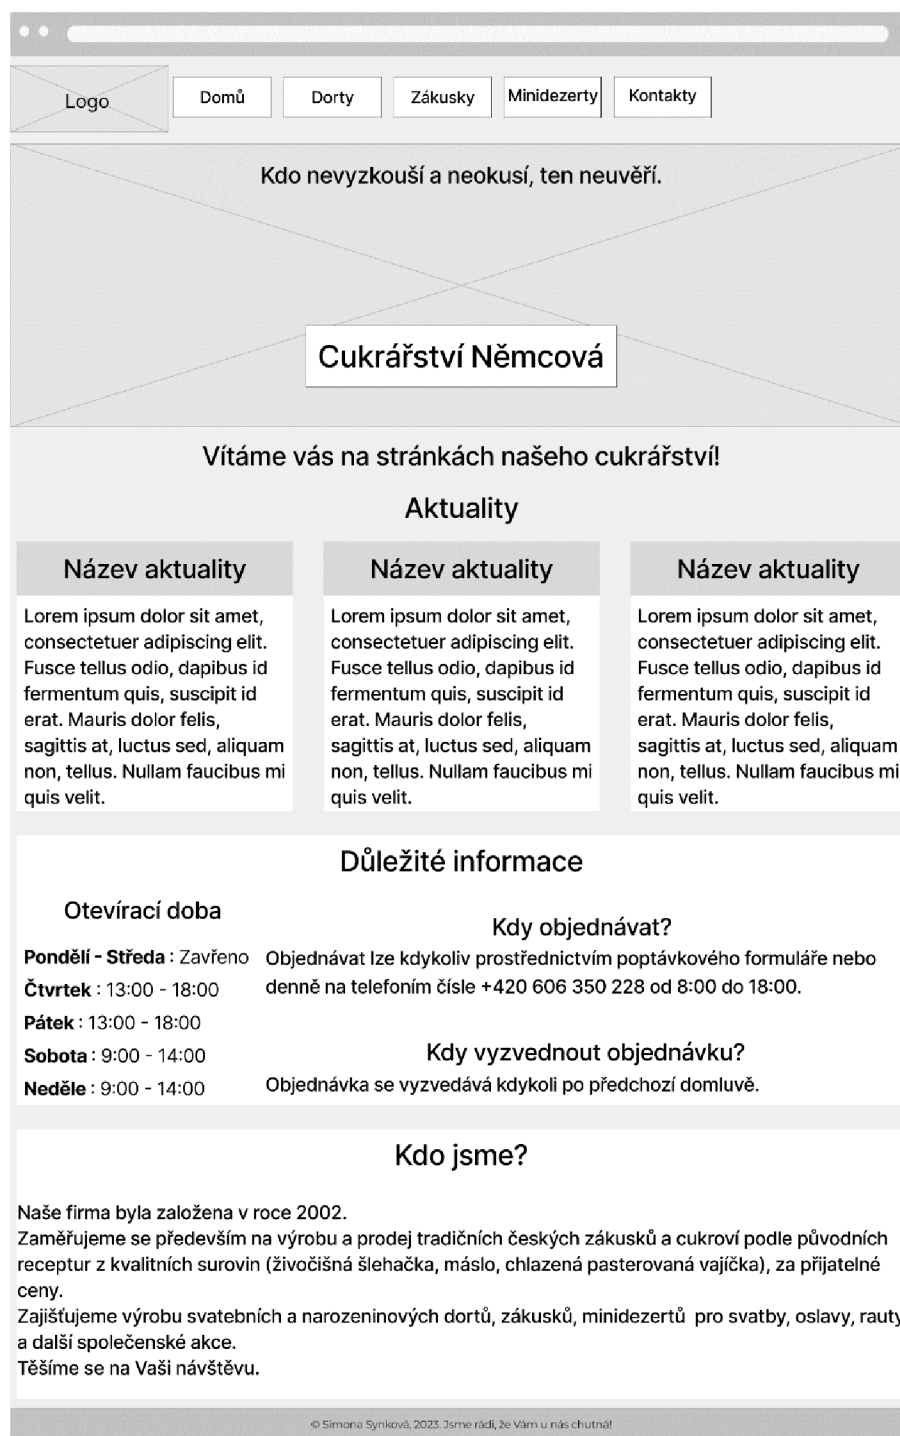 Logo
Domů
Dorty
Zákusky
Minidezerty
Kontakty
Kdo nevyzkouší a neokusí, ten neuvěří.
Cukrářství Němcová
Vítáme vás na stránkách našeho cukrářství!
Aktuality
Název aktuality
Lorem ipsum dolor sit amet,
consectetuer adipiscing elit.
Fusce tellus odio, dapibus id
fermentum quis, suscipit id
erat. Mauris dolor felis,
sagittis at, luctus sed, aliquam
non, tellus. Nullam faucibus mi
quis velit.
Název aktuality
Lorem ipsum dolor sit amet,
consectetuer adipiscing elit.
Fusce tellus odio, dapibus id
fermentum quis, suscipit id
erat. Mauris dolor felis,
sagittis at, luctus sed, aliquam
non, tellus. Nullam faucibus mi
quis velit.
Název aktuality
Lorem ipsum dolor sit amet,
consectetuer adipiscing elit.
Fusce tellus odio, dapibus id
fermentum quis, suscipit id
erat. Mauris dolor felis,
sagittis at, luctus sed, aliquam
non, tellus. Nullam faucibus mi
quis velit.
Důležité informace
Otevírací doba
Pondělí - Středa : Zavřeno
Čtvrtek : 13:00 - 18:00
Pátek : 13:00 - 18:00
Sobota : 9:00 - 14:00
Neděle : 9:00 - 14:00
Kdy objednávat?
Objednávat lze kdykoliv prostřednictvím poptávkového formuláře nebo
denně na telefoním čísle +420 606 350 228 od 8:00 do 18:00.
Kdy vyzvednout objednávku?
Objednávka se vyzvedává kdykoli po předchozí domluvě.
Kdo jsme?
Naše firma byla založena v roce 2002.
Zaměřujeme se především na výrobu a prodej tradičních českých zákusků a cukroví podle původních
receptur z kvalitních surovin (živočišná šlehačka, máslo, chlazená pasterovaná vajíčka), za přijatelné
ceny.
Zajišťujeme výrobu svatebních a narozeninových dortů, zákusků, minidezertů pro svatby, oslavy, rauty
a další společenské akce.
Těšíme se na Vaši návštěvu.
© Simona Synková, 2023. Jsme rádi, že Vám u nás chutná!